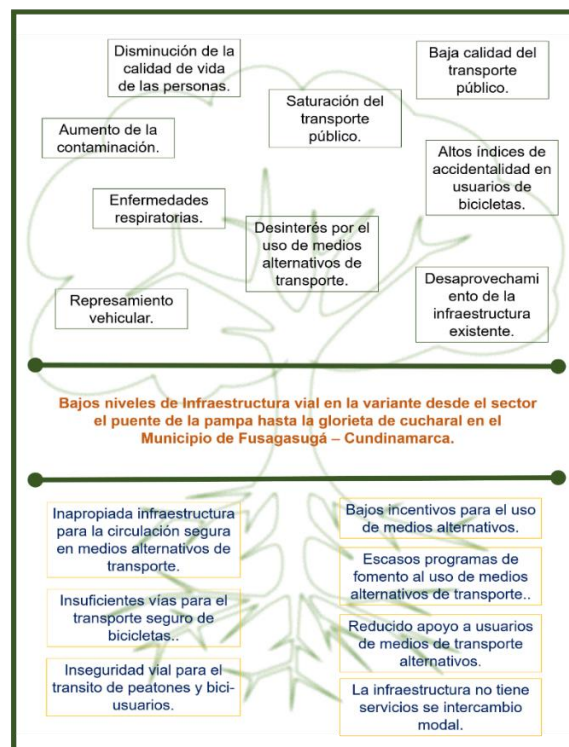 Disminución de la
calidad de vida
de las personas.
Baja calidad del
transporte
público.
Saturación del
transporte
público.
Aumento de la
contaminación.
Altos índices de
accidentalidad en
usuarios de
bicicletas.
Enfermedades
respiratorias.
Desinterés por el
uso de medios
alternativos de
transporte.
Desaprovechami
ento de la
infraestructura
existente.
Represamiento
vehicular.
Bajos niveles de Infraestructura vial en la variante desde el sector
el puente de la pampa hasta la glorieta de cucharal en el
Municipio de Fusagasugá – Cundinamarca.
Inapropiada infraestructura
para la circulación segura
en medios alternativos de
transporte.
Insuficientes vías para el
transporte seguro de
bicicletas..
Inseguridad vial para el
transito de peatones y bici-
usuarios.
Bajos incentivos para el uso
de medios alternativos.
Escasos programas de
fomento al uso de medios
alternativos de transporte..
Reducido apoyo a usuarios
de medios de transporte
alternativos.
La infraestructura no tiene
servicios se intercambio
modal.